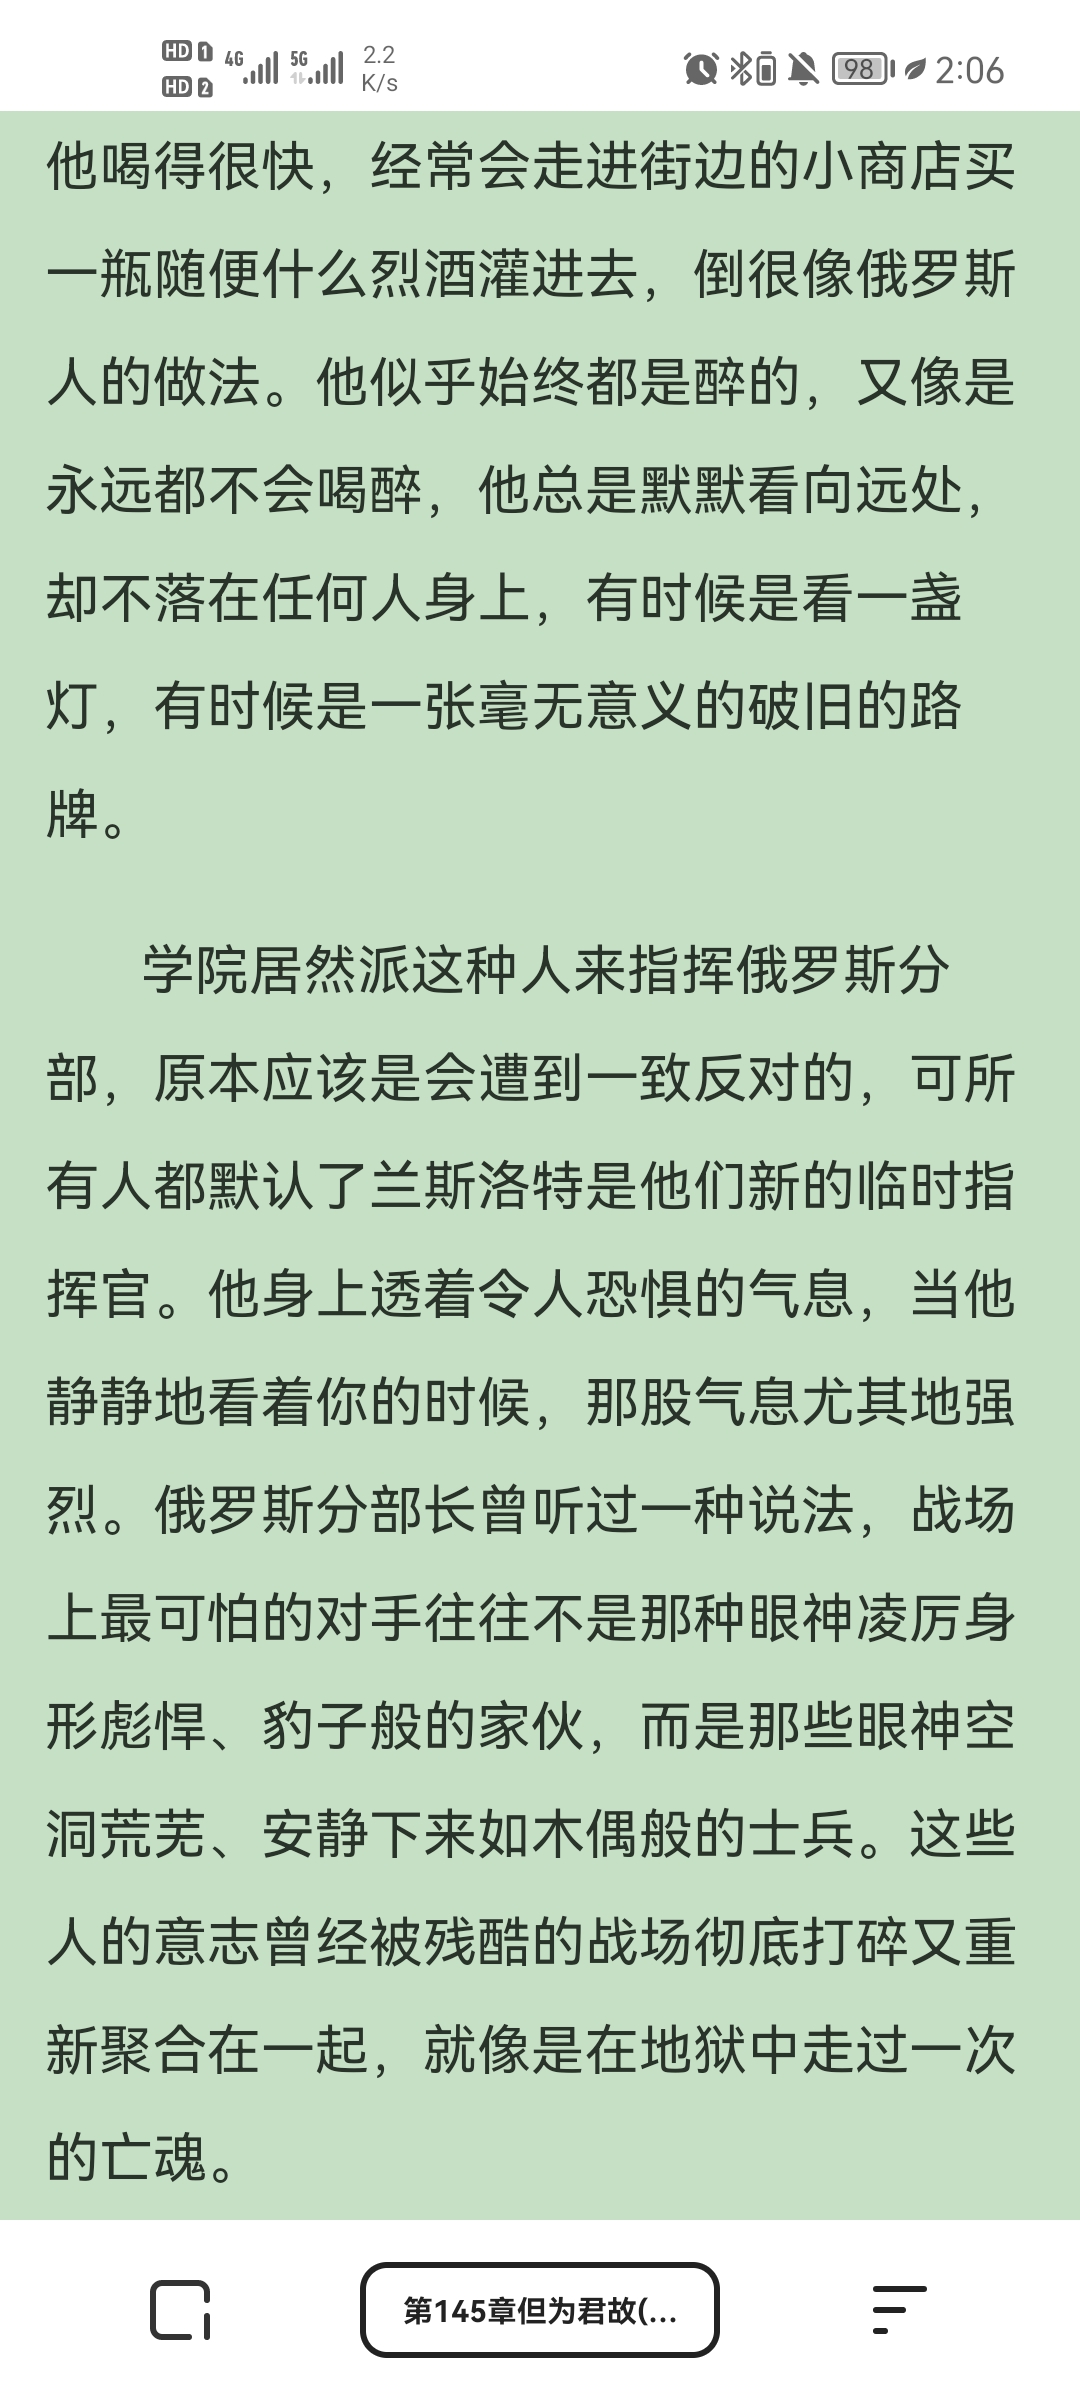 HD 1 4G 5G 2.2
HD 2 K/s
98 2:06
他喝得很快，经常会走进街边的小商店买
一瓶随便什么烈酒灌进去，倒很像俄罗斯
人的做法。他似乎始终都是醉的，又像是
永远都不会喝醉，他总是默默看向远处，
却不落在任何人身上，有时候是看一盏
灯，有时候是一张毫无意义的破旧的路
牌。
学院居然派这种人来指挥俄罗斯分
部，原本应该是会遭到一致反对的，可所
有人都默认了兰斯洛特是他们新的临时指
挥官。他身上透着令人恐惧的气息，当他
静静地看着你的时候，那股气息尤其地强
烈。俄罗斯分部长曾听过一种说法，战场
上最可怕的对手往往不是那种眼神凌厉身
形彪悍、豹子般的家伙，而是那些眼神空
洞荒芜、安静下来如木偶般的士兵。这些
人的意志曾经被残酷的战场彻底打碎又重
新聚合在一起，就像是在地狱中走过一次
的亡魂。
第145章但为君故(...